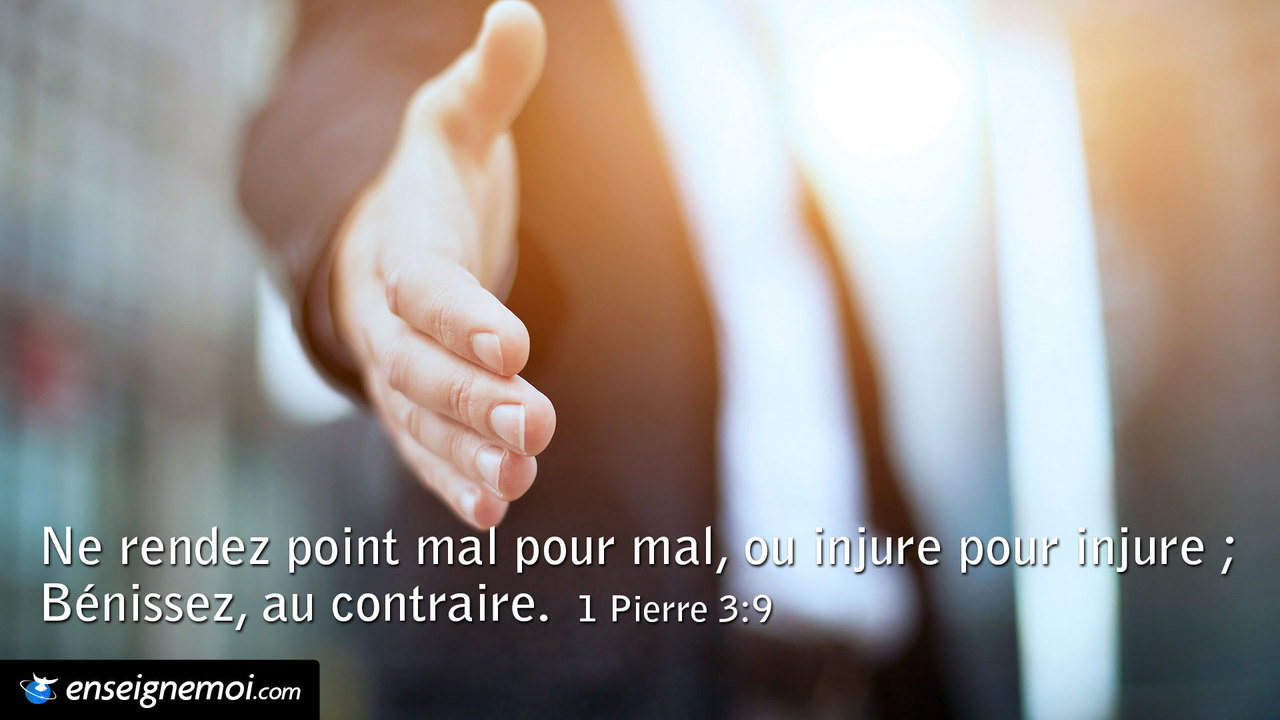 Ne rendez point mal pour mal, ou injure pour injure ;
Bénissez, au contraire. 1 Pierre 3:9
enseignemoi.com